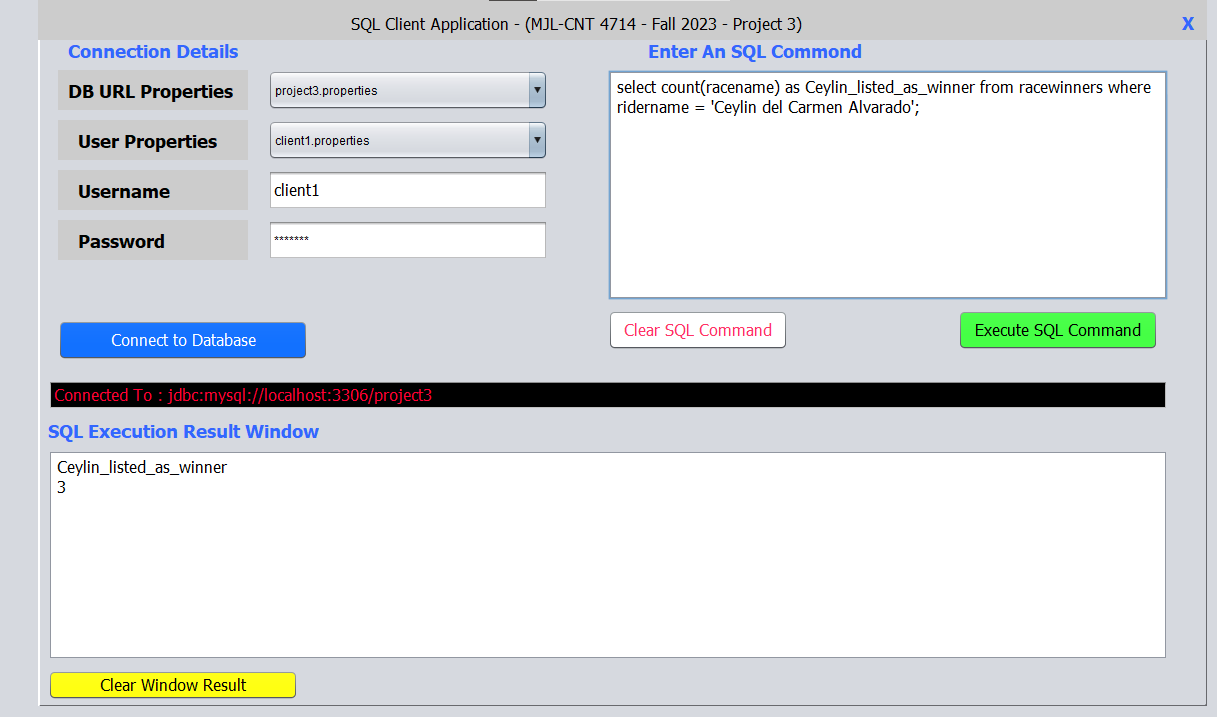 SQL Client Application - (MJL-CNT 4714 - Fall 2023 - Project 3)
X
Connection Details
DB URL Properties
project3.properties
User Properties
client1.properties
Username
client1
Password
*******
Connect to Database
Enter An SQL Commond
select count(racename) as Ceylin_listed_as_winner from racewinners where
ridername = 'Ceylin del Carmen Alvarado';
Clear SQL Command
Execute SQL Command
Connected To : jdbc:mysql://localhost:3306/project3
SQL Execution Result Window
Ceylin_listed_as_winner
3
Clear Window Result